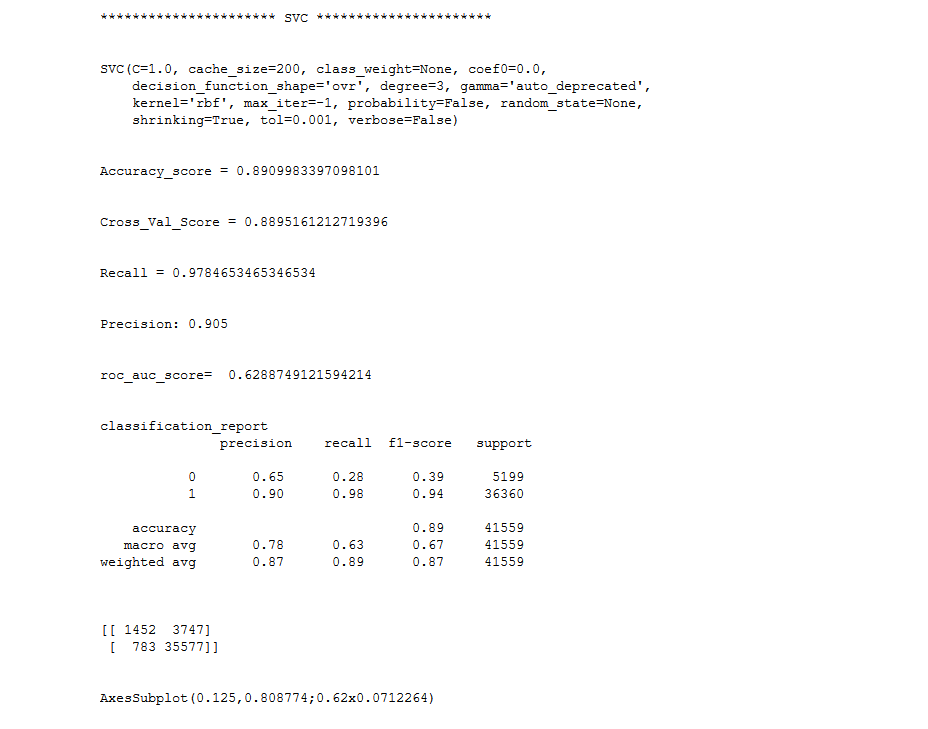 ********************** SVC **********************
SVC(C=1.0, cache_size=200, class_weight=None, coef0=0.0,
    decision_function_shape='ovr', degree=3, gamma='auto_deprecated',
    kernel='rbf', max_iter=-1, probability=False, random_state=None,
    shrinking=True, tol=0.001, verbose=False)
Accuracy_score = 0.8909983397098101
Cross_Val_Score = 0.8895161212719396
Recall = 0.9784653465346534
Precision: 0.905
roc_auc_score=  0.6288749121594214
classification_report
               precision    recall  f1-score   support
           0       0.65      0.28      0.39      5199
           1       0.90      0.98      0.94     36360
    accuracy                           0.89     41559
   macro avg       0.78      0.63      0.67     41559
weighted avg       0.87      0.89      0.87     41559
[[ 1452  3747]
 [  783 35577]]
AxesSubplot(0.125,0.808774;0.62x0.0712264)